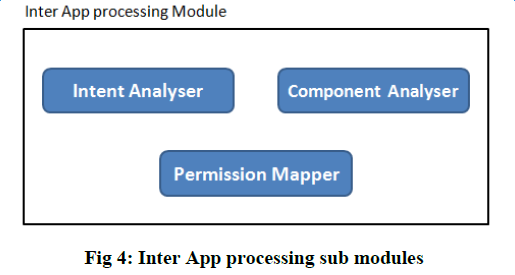 Inter App processing Module
Intent Analyser
Component Analyser
Permission Mapper
Fig 4: Inter App processing sub modules